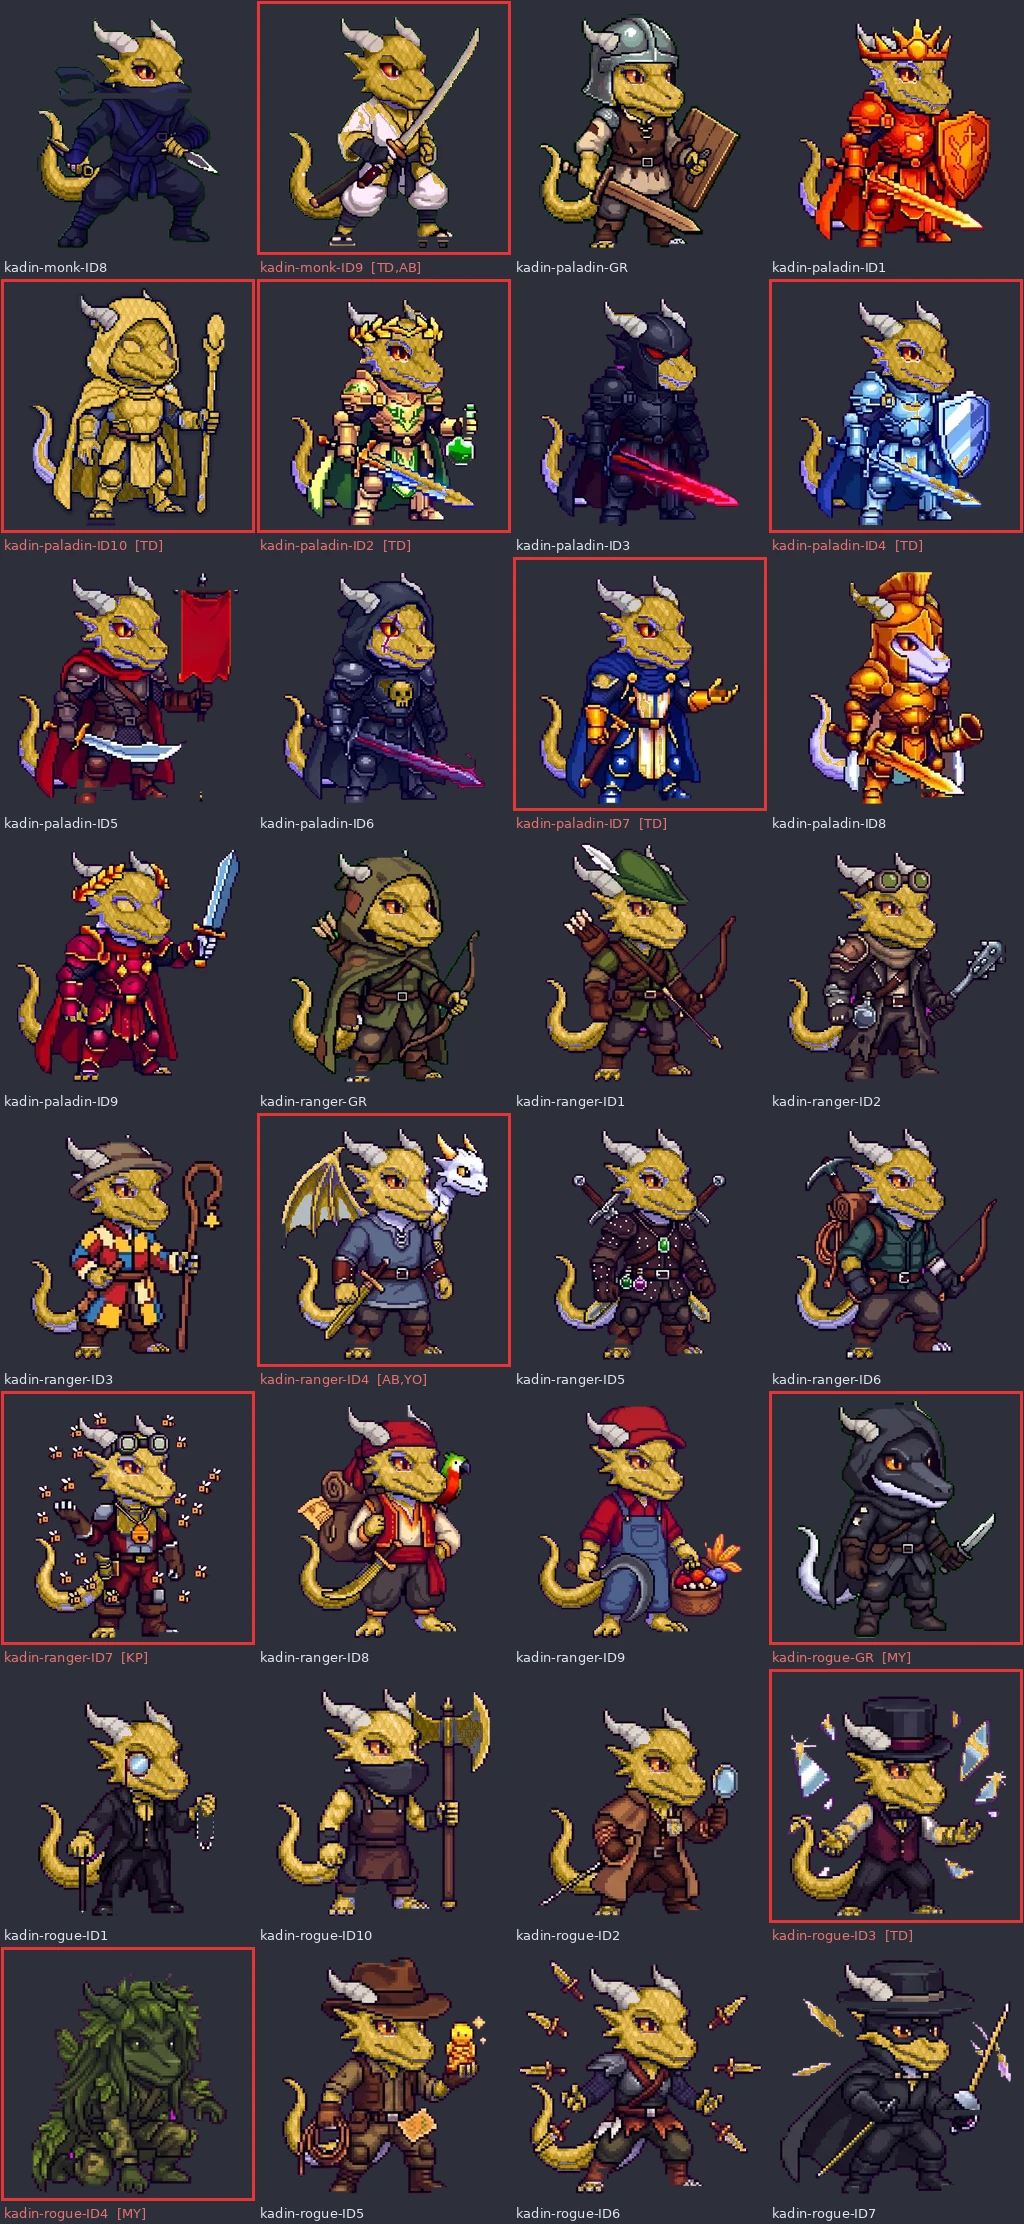 kadin-monk-ID8
kadin-monk-ID9 [TD,AB]
kadin-paladin-GR
kadin-paladin-ID1
kadin-paladin-ID10 [TD]
kadin-paladin-ID2 [TD]
kadin-paladin-ID3
kadin-paladin-ID4 [TD]
kadin-paladin-ID5
kadin-paladin-ID6
kadin-paladin-ID7 [TD]
kadin-paladin-ID8
kadin-paladin-ID9
kadin-ranger-GR
kadin-ranger-ID1
kadin-ranger-ID2
kadin-ranger-ID3
kadin-ranger-ID4 [AB,YO]
kadin-ranger-ID5
kadin-ranger-ID6
kadin-ranger-ID7 [KP]
kadin-ranger-ID8
kadin-ranger-ID9
kadin-rogue-GR [MY]
kadin-rogue-ID1
kadin-rogue-ID10
kadin-rogue-ID2
kadin-rogue-ID3 [TD]
kadin-rogue-ID4 [MY]
kadin-rogue-ID5
kadin-rogue-ID6
kadin-rogue-ID7